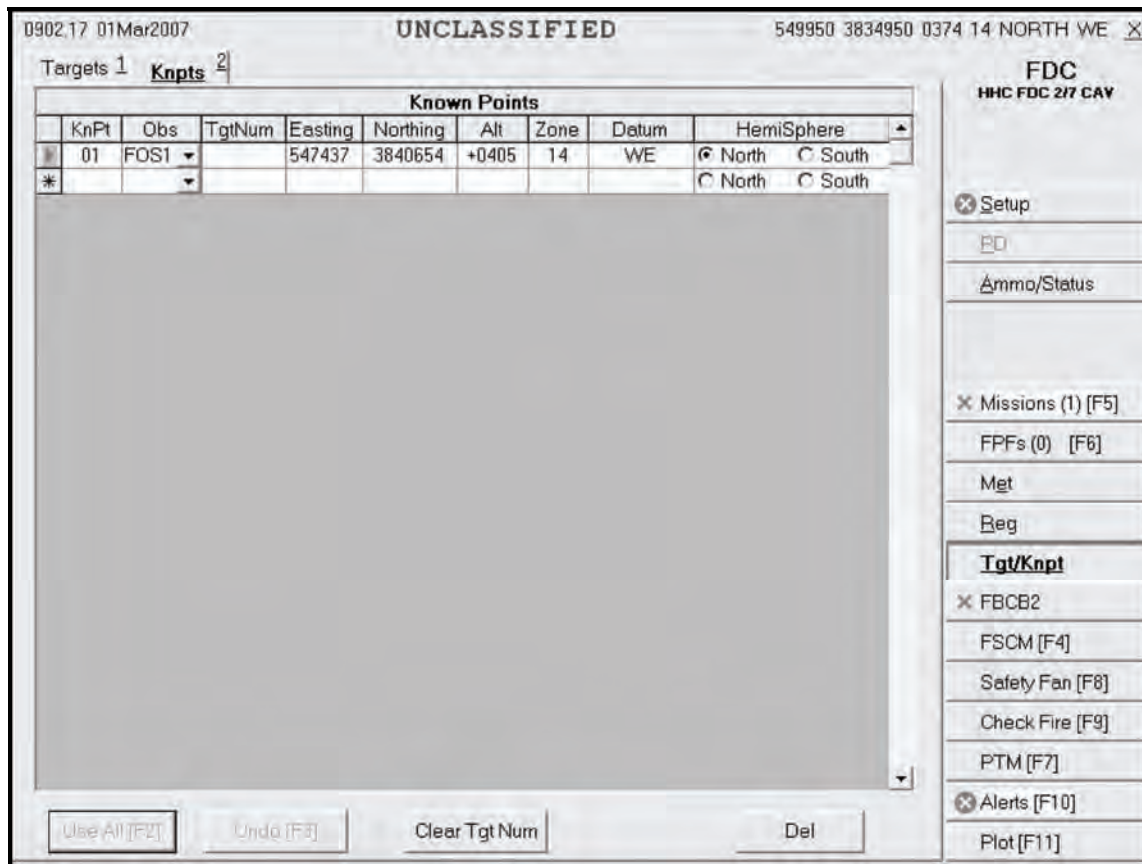 0902,17 01Mar2007 UNCLASSIFIED 549950 3834950 0374 14 NORTH WE X
Targets 1 Knpts 2
Known Points
KnPt Obs TgtNum Easting Northing Alt Zone Datum HemiSphere
01 FOS1 547437 3840654 +0405 14 WE North South
* North South
Use All [F2] Undo [F3] Clear Tgt Num Del
FDC
HHC FDC 2/7 CAV
Setup
PD
Ammo/Status
Missions (1) [F5]
FPFs (0) [F6]
Met
Reg
Tgt/Knpt
FBCB2
FSCM [F4]
Safety Fan [F8]
Check Fire [F9]
PTM [F7]
Alerts [F10]
Plot [F11]